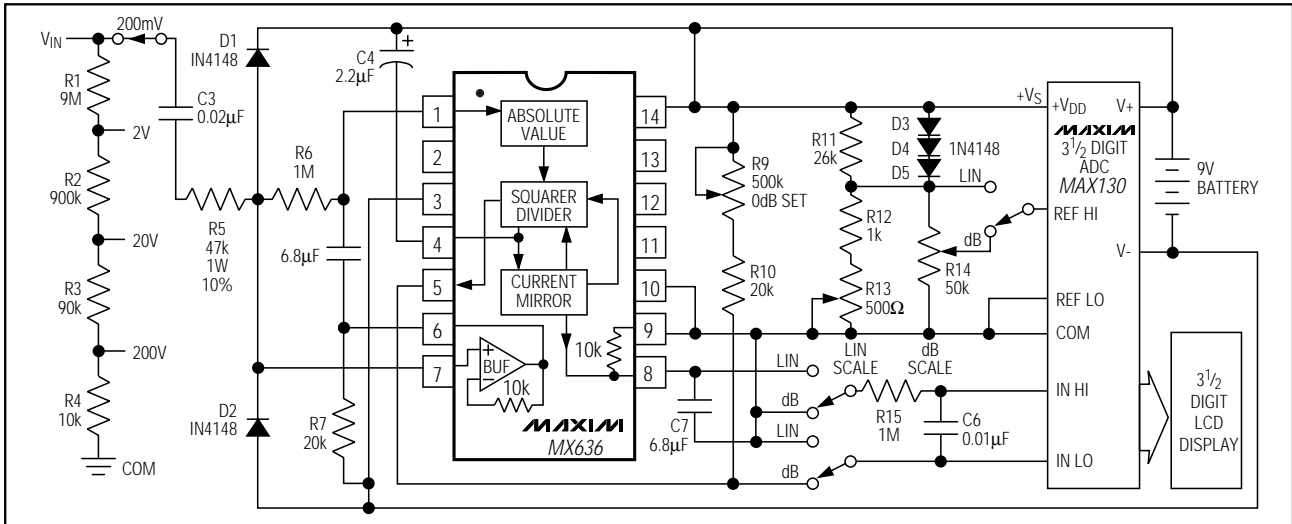 VIN
200mV
R1
9M
2V
R2
900k
20V
R3
90k
200V
R4
10k
COM
C3
0.02µF
R5
47k
1W
10%
D1
IN4148
D2
IN4148
R6
1M
6.8µF
R7
20k
C4
+
2.2µF
1
2
3
4
5
6
7
14
13
12
11
10
9
8
ABSOLUTE
VALUE
SQUARER
DIVIDER
CURRENT
MIRROR
+
BUF
−
10k
10k
MAXIM
MX636
C7
6.8µF
R9
500k
0dB SET
R10
20k
R11
26k
R12
1k
R13
500Ω
D3
D4
D5
1N4148
LIN
dB
R14
50k
LIN
SCALE
dB
SCALE
LIN
dB
LIN
dB
R15
1M
C6
0.01µF
+VS
+VDD
V+
MAXIM
3 1/2 DIGIT
ADC
MAX130
REF HI
V-
REF LO
COM
IN HI
IN LO
9V
BATTERY
3 1/2
DIGIT
LCD
DISPLAY